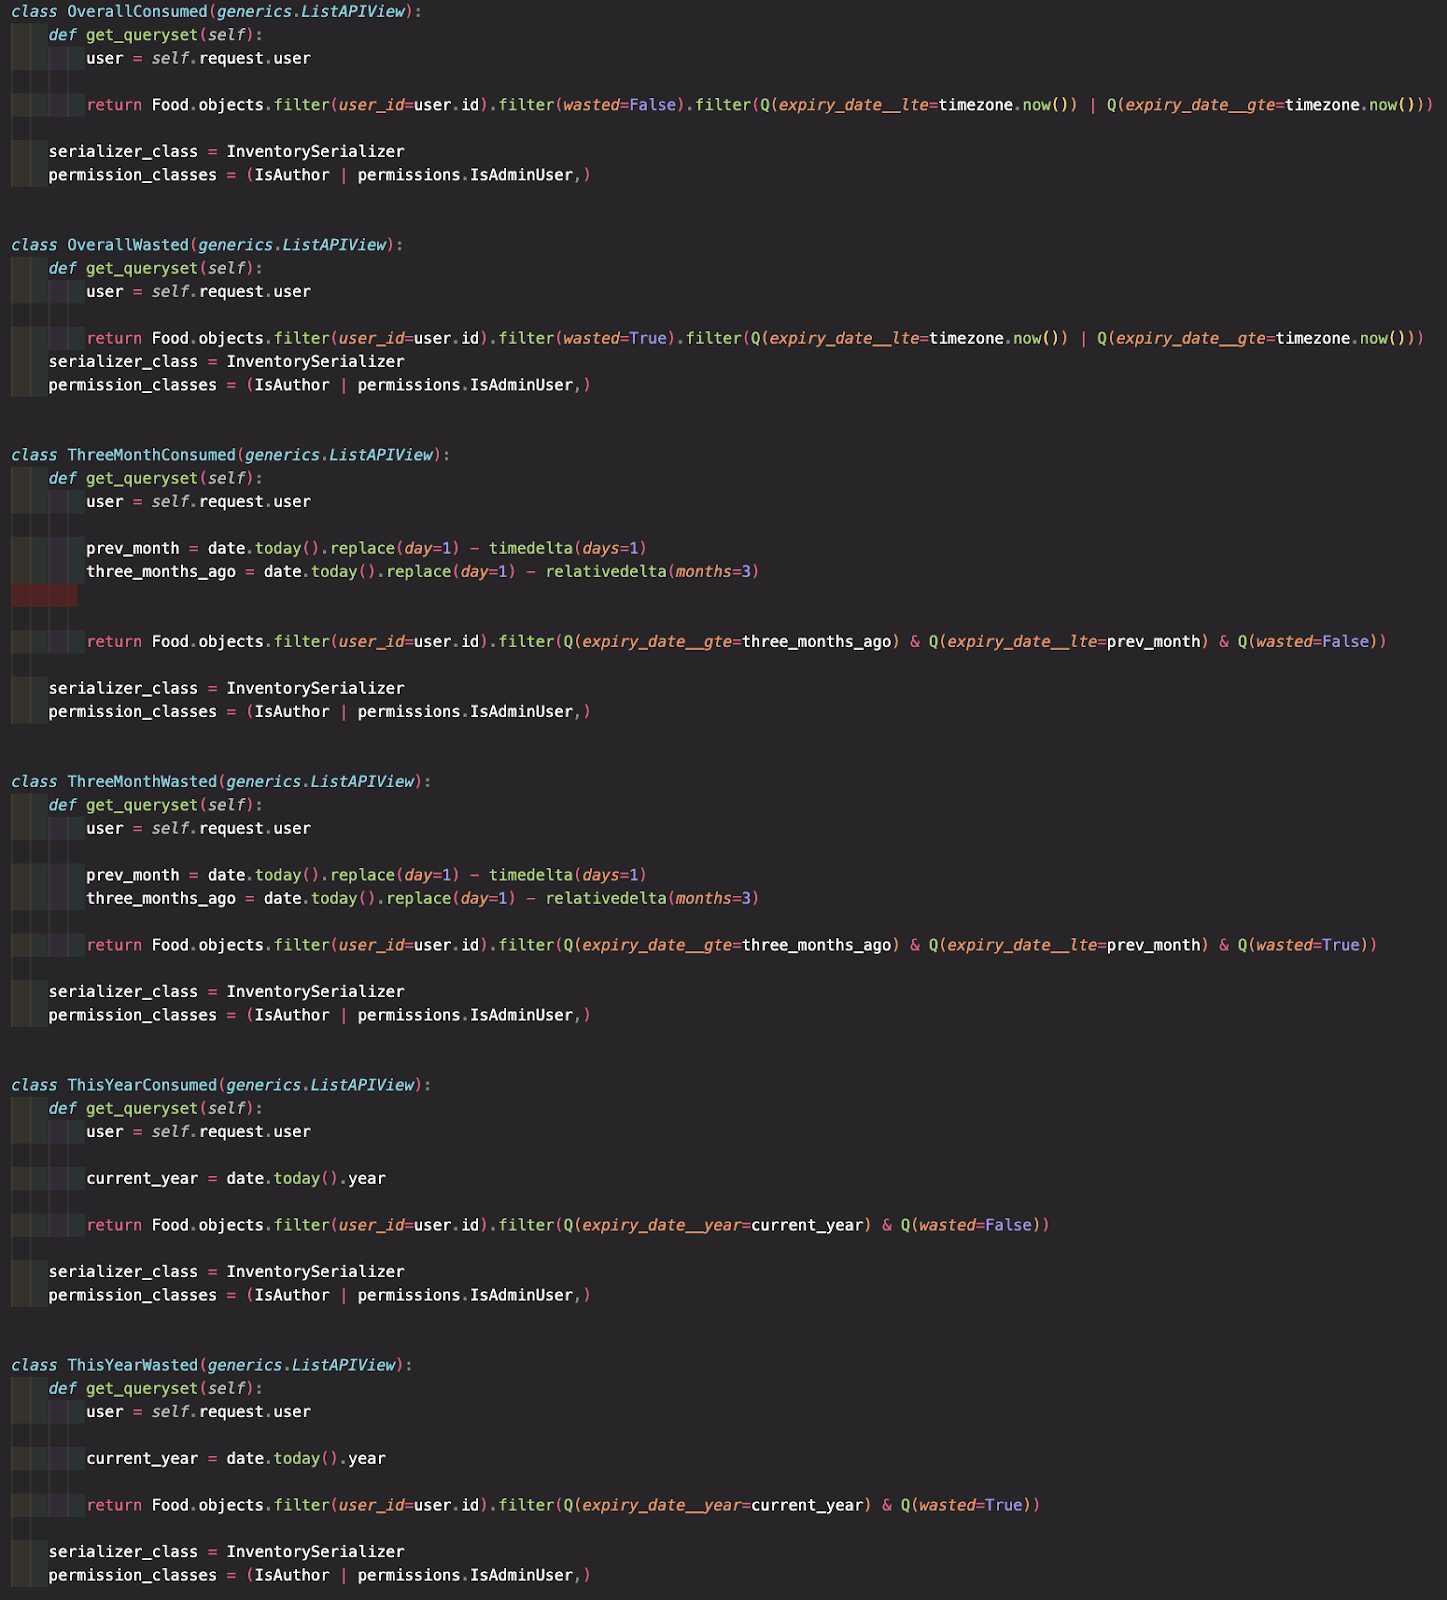 class OverallConsumed(generics.ListAPIView):
    def get_queryset(self):
        user = self.request.user

        return Food.objects.filter(user_id=user.id).filter(wasted=False).filter(Q(expiry_date__lte=timezone.now()) | Q(expiry_date__gte=timezone.now()))

    serializer_class = InventorySerializer
    permission_classes = (IsAuthor | permissions.IsAdminUser,)


class OverallWasted(generics.ListAPIView):
    def get_queryset(self):
        user = self.request.user

        return Food.objects.filter(user_id=user.id).filter(wasted=True).filter(Q(expiry_date__lte=timezone.now()) | Q(expiry_date__gte=timezone.now()))
    serializer_class = InventorySerializer
    permission_classes = (IsAuthor | permissions.IsAdminUser,)


class ThreeMonthConsumed(generics.ListAPIView):
    def get_queryset(self):
        user = self.request.user

        prev_month = date.today().replace(day=1) - timedelta(days=1)
        three_months_ago = date.today().replace(day=1) - relativedelta(months=3)


        return Food.objects.filter(user_id=user.id).filter(Q(expiry_date__gte=three_months_ago) & Q(expiry_date__lte=prev_month) & Q(wasted=False))

    serializer_class = InventorySerializer
    permission_classes = (IsAuthor | permissions.IsAdminUser,)


class ThreeMonthWasted(generics.ListAPIView):
    def get_queryset(self):
        user = self.request.user

        prev_month = date.today().replace(day=1) - timedelta(days=1)
        three_months_ago = date.today().replace(day=1) - relativedelta(months=3)

        return Food.objects.filter(user_id=user.id).filter(Q(expiry_date__gte=three_months_ago) & Q(expiry_date__lte=prev_month) & Q(wasted=True))

    serializer_class = InventorySerializer
    permission_classes = (IsAuthor | permissions.IsAdminUser,)


class ThisYearConsumed(generics.ListAPIView):
    def get_queryset(self):
        user = self.request.user

        current_year = date.today().year

        return Food.objects.filter(user_id=user.id).filter(Q(expiry_date__year=current_year) & Q(wasted=False))

    serializer_class = InventorySerializer
    permission_classes = (IsAuthor | permissions.IsAdminUser,)


class ThisYearWasted(generics.ListAPIView):
    def get_queryset(self):
        user = self.request.user

        current_year = date.today().year

        return Food.objects.filter(user_id=user.id).filter(Q(expiry_date__year=current_year) & Q(wasted=True))

    serializer_class = InventorySerializer
    permission_classes = (IsAuthor | permissions.IsAdminUser,)